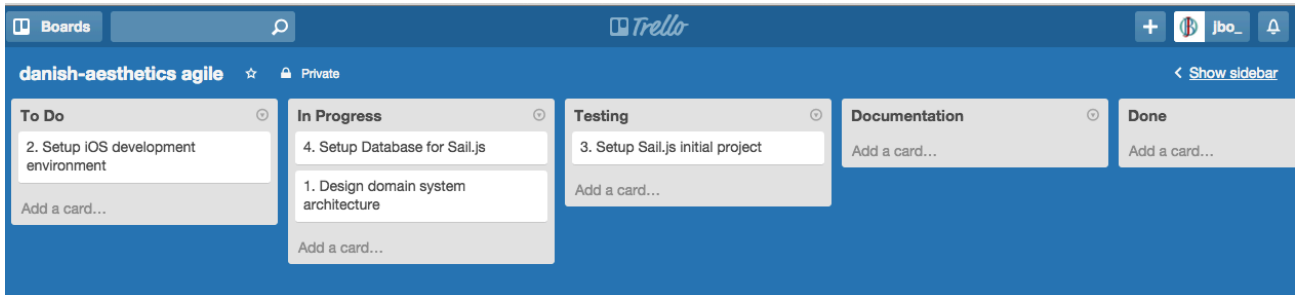 Boards
Trello
jbo_
danish-aesthetics agile
Private
Show sidebar
To Do
2. Setup iOS development
environment
Add a card...
In Progress
4. Setup Database for Sail.js
1. Design domain system
architecture
Add a card...
Testing
3. Setup Sail.js initial project
Add a card...
Documentation
Add a card...
Done
Add a card...